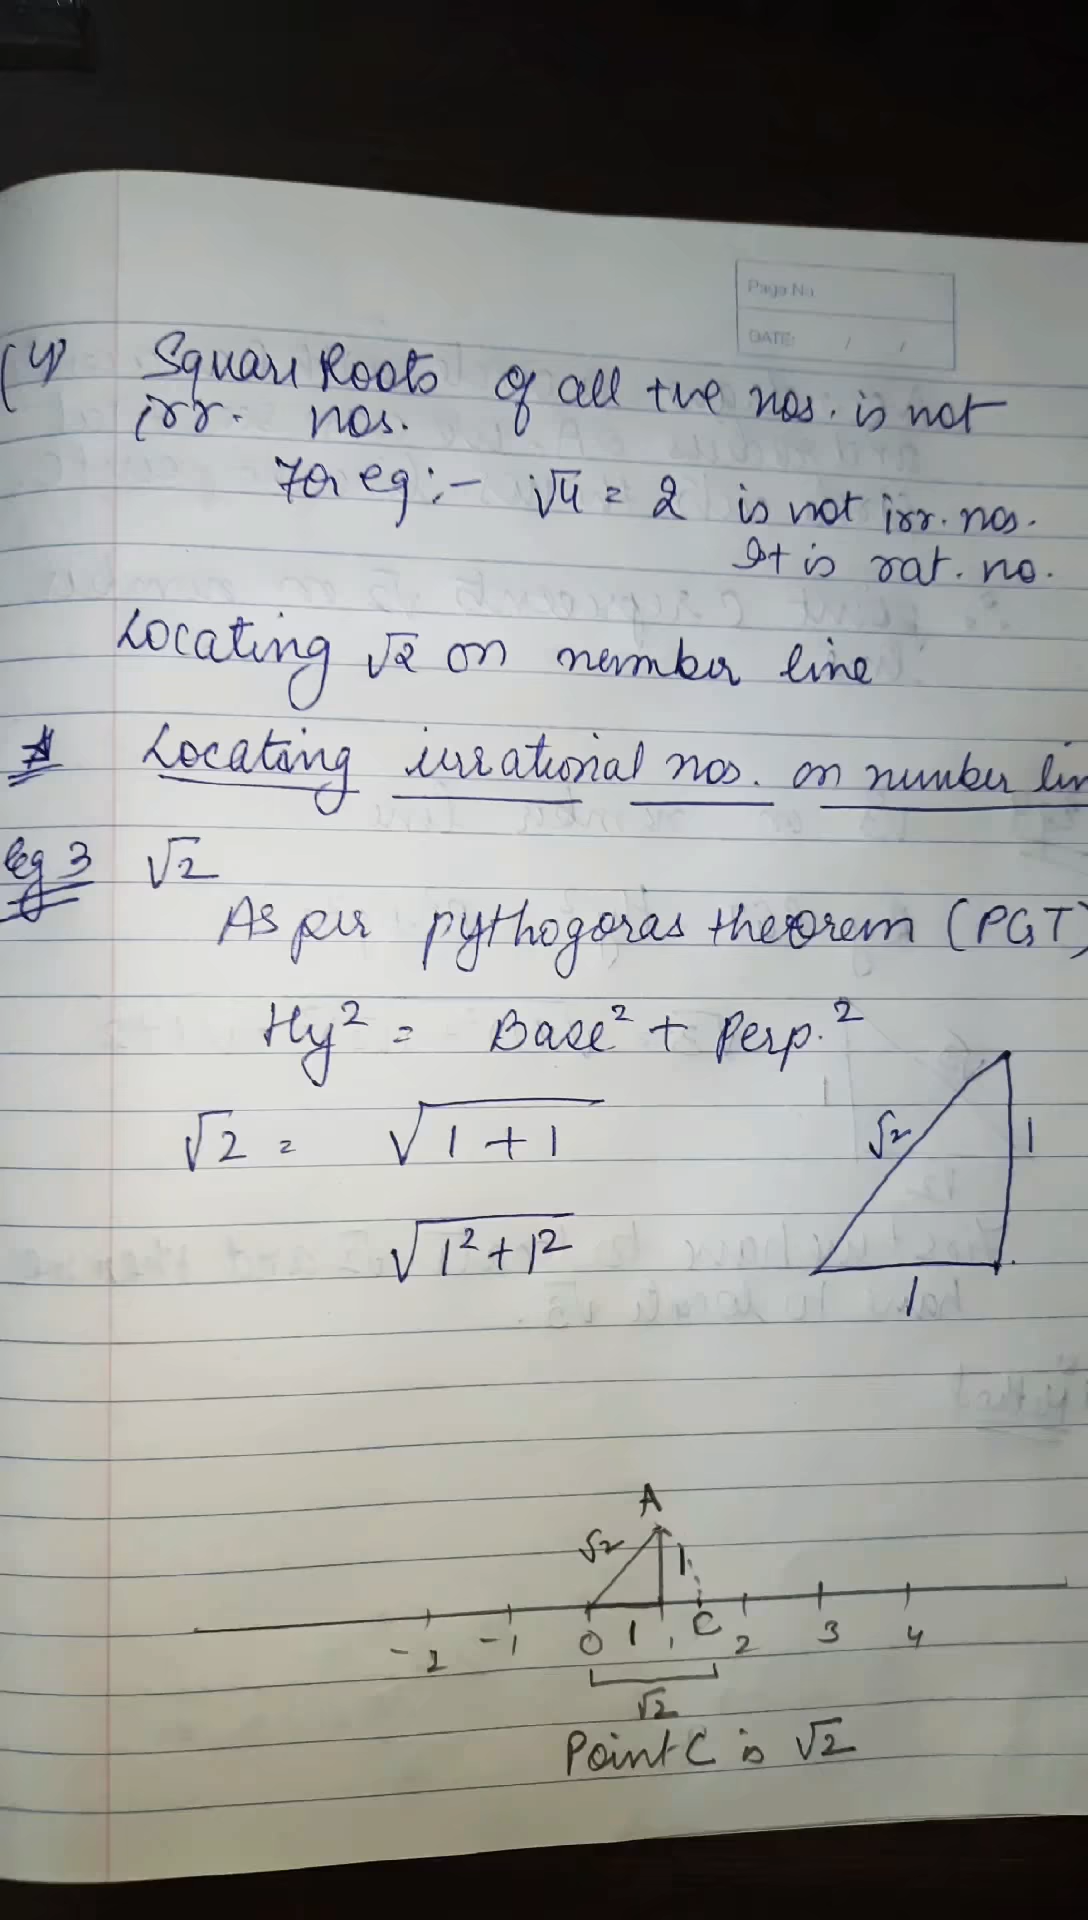 Page No
DATE: / /
(4) Square Roots of all +ve nos. is not
irr. nos.
For eg :- √4 = 2 is not irr. nos.
It is rat. no.
Locating √2 on number line
Locating irrational nos. on number lin
Eg 3 √2
As per pythogoras theorem (PGT)
Hy² = Base² + Perp.²
√2 = √1 + 1
√1² + 1²
√2 1
1
A
√2 1
-2 -1 0 1 , C 2 3 4
√2
Point C is √2